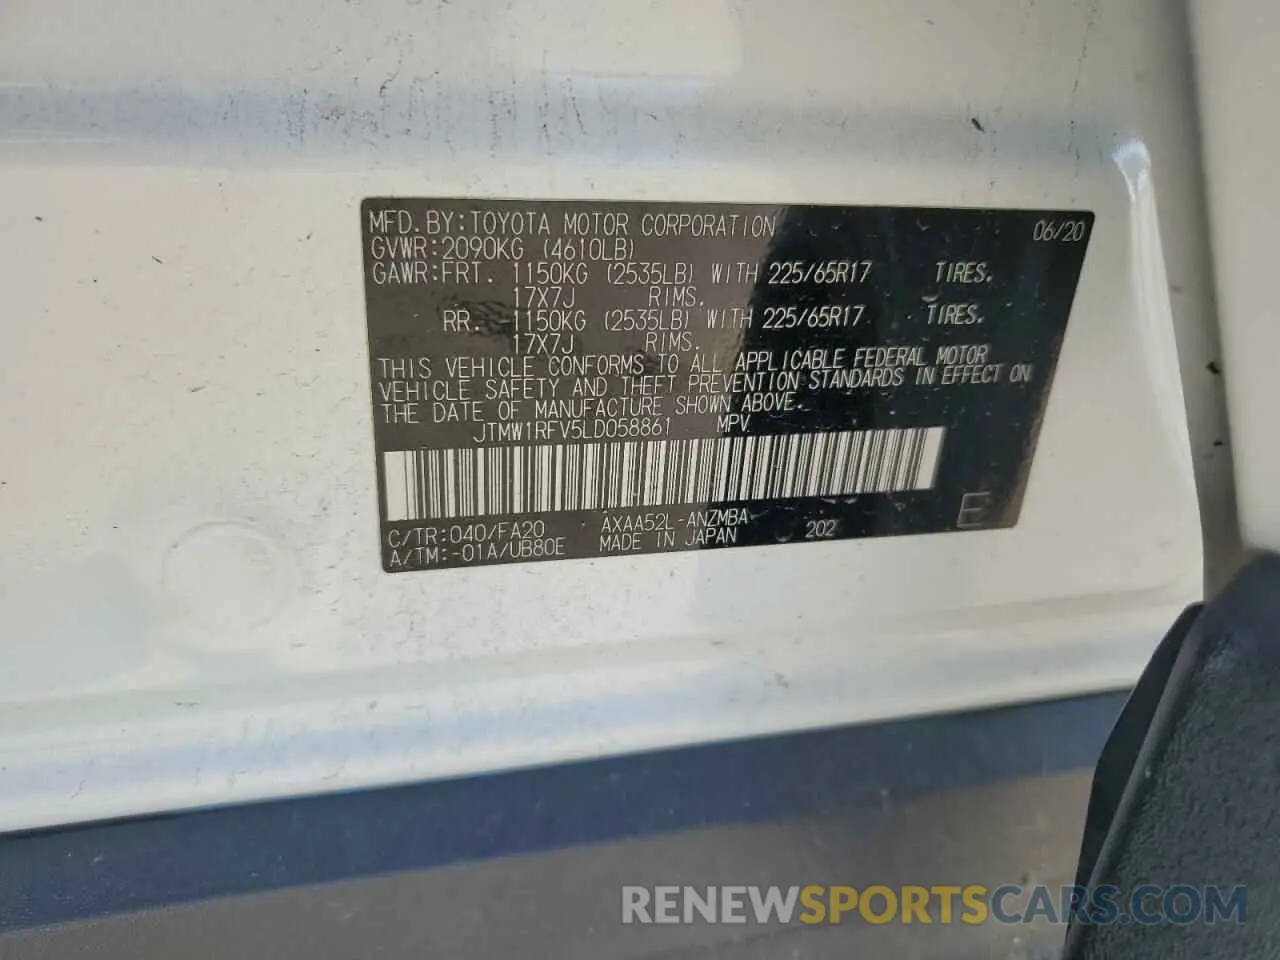 MFD. BY: TOYOTA MOTOR CORPORATION 06/20
GVWR: 2090KG (4610LB)
GAWR: FRT. 1150KG (2535LB) WITH 225/65R17 TIRES.
17X7J RIMS.
RR. 1150KG (2535LB) WITH 225/65R17 TIRES.
17X7J RIMS.
THIS VEHICLE CONFORMS TO ALL APPLICABLE FEDERAL MOTOR
VEHICLE SAFETY AND THEFT PREVENTION STANDARDS IN EFFECT ON
THE DATE OF MANUFACTURE SHOWN ABOVE.
JTMW1RFV5LD058861 MPV
C/TR: 040/FA20 AXAA52L-ANZMBA 202
A/TM: -01A/UB80E MADE IN JAPAN
E
RENEWSPORTSCARS.COM